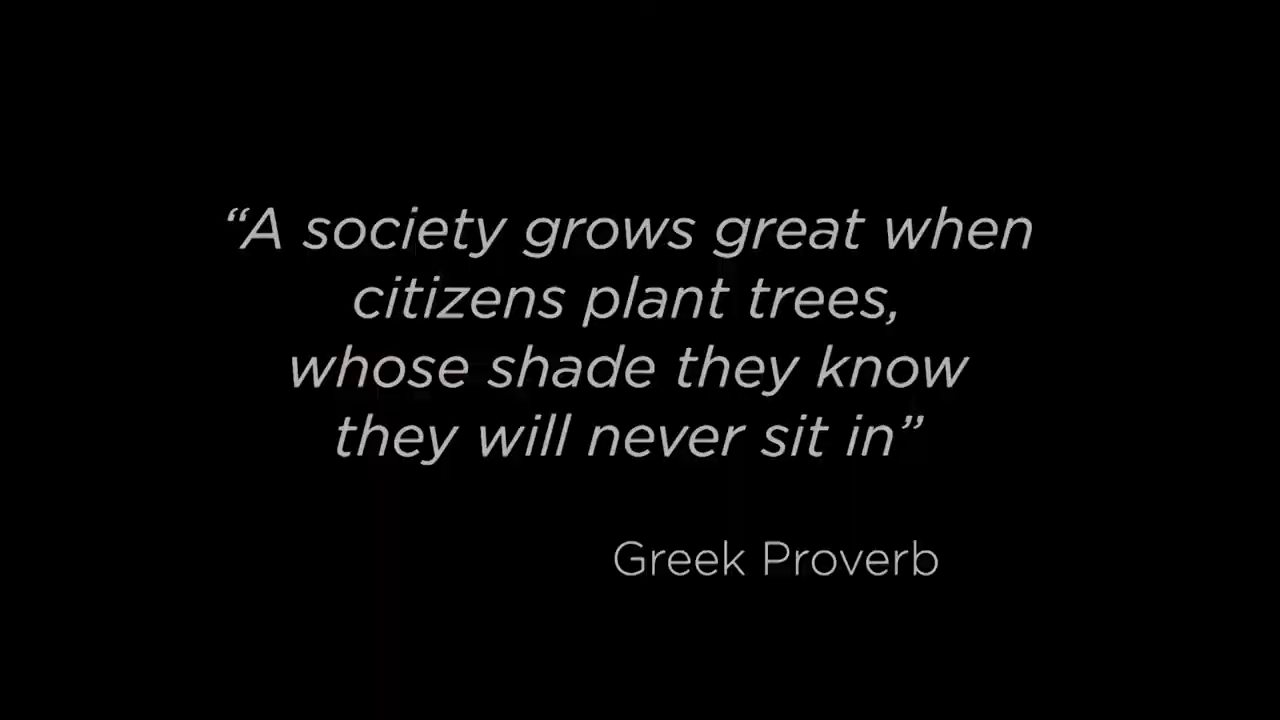 “A society grows great when
citizens plant trees,
whose shade they know
they will never sit in”
Greek Proverb